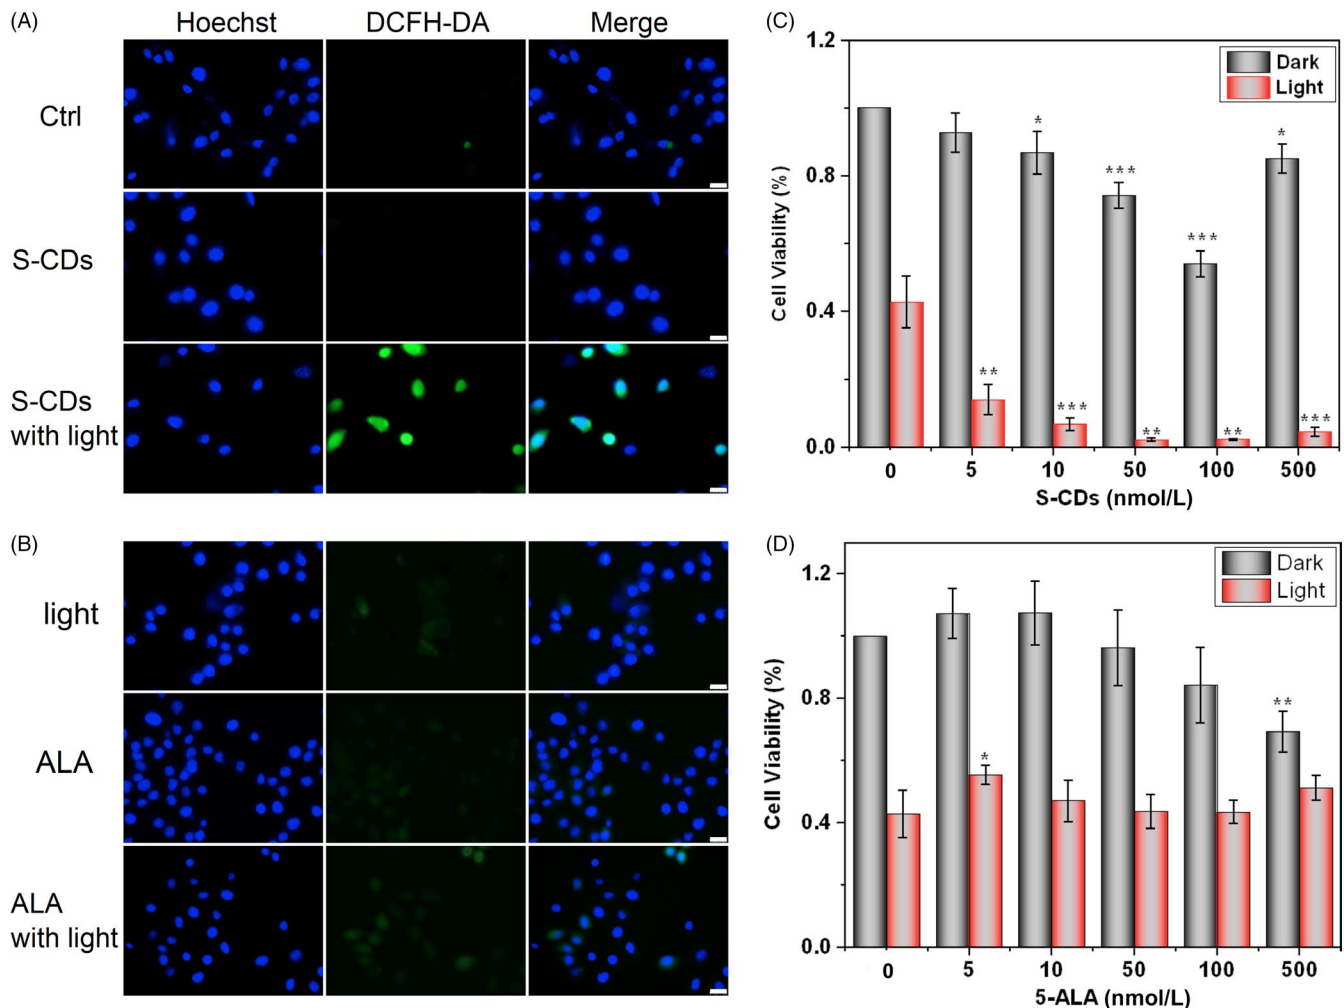 (A)
Hoechst
DCFH-DA
Merge
Ctrl
S-CDs
S-CDs
with light
(B)
light
ALA
ALA
with light
(C)
1.2
0.8
0.4
0.0
Cell Viability (%)
Dark
Light
*
***
***
*
**
***
**
**
***
0
5
10
50
100
500
S-CDs (nmol/L)
(D)
1.2
0.8
0.4
0.0
Cell Viability (%)
Dark
Light
*
**
0
5
10
50
100
500
5-ALA (nmol/L)